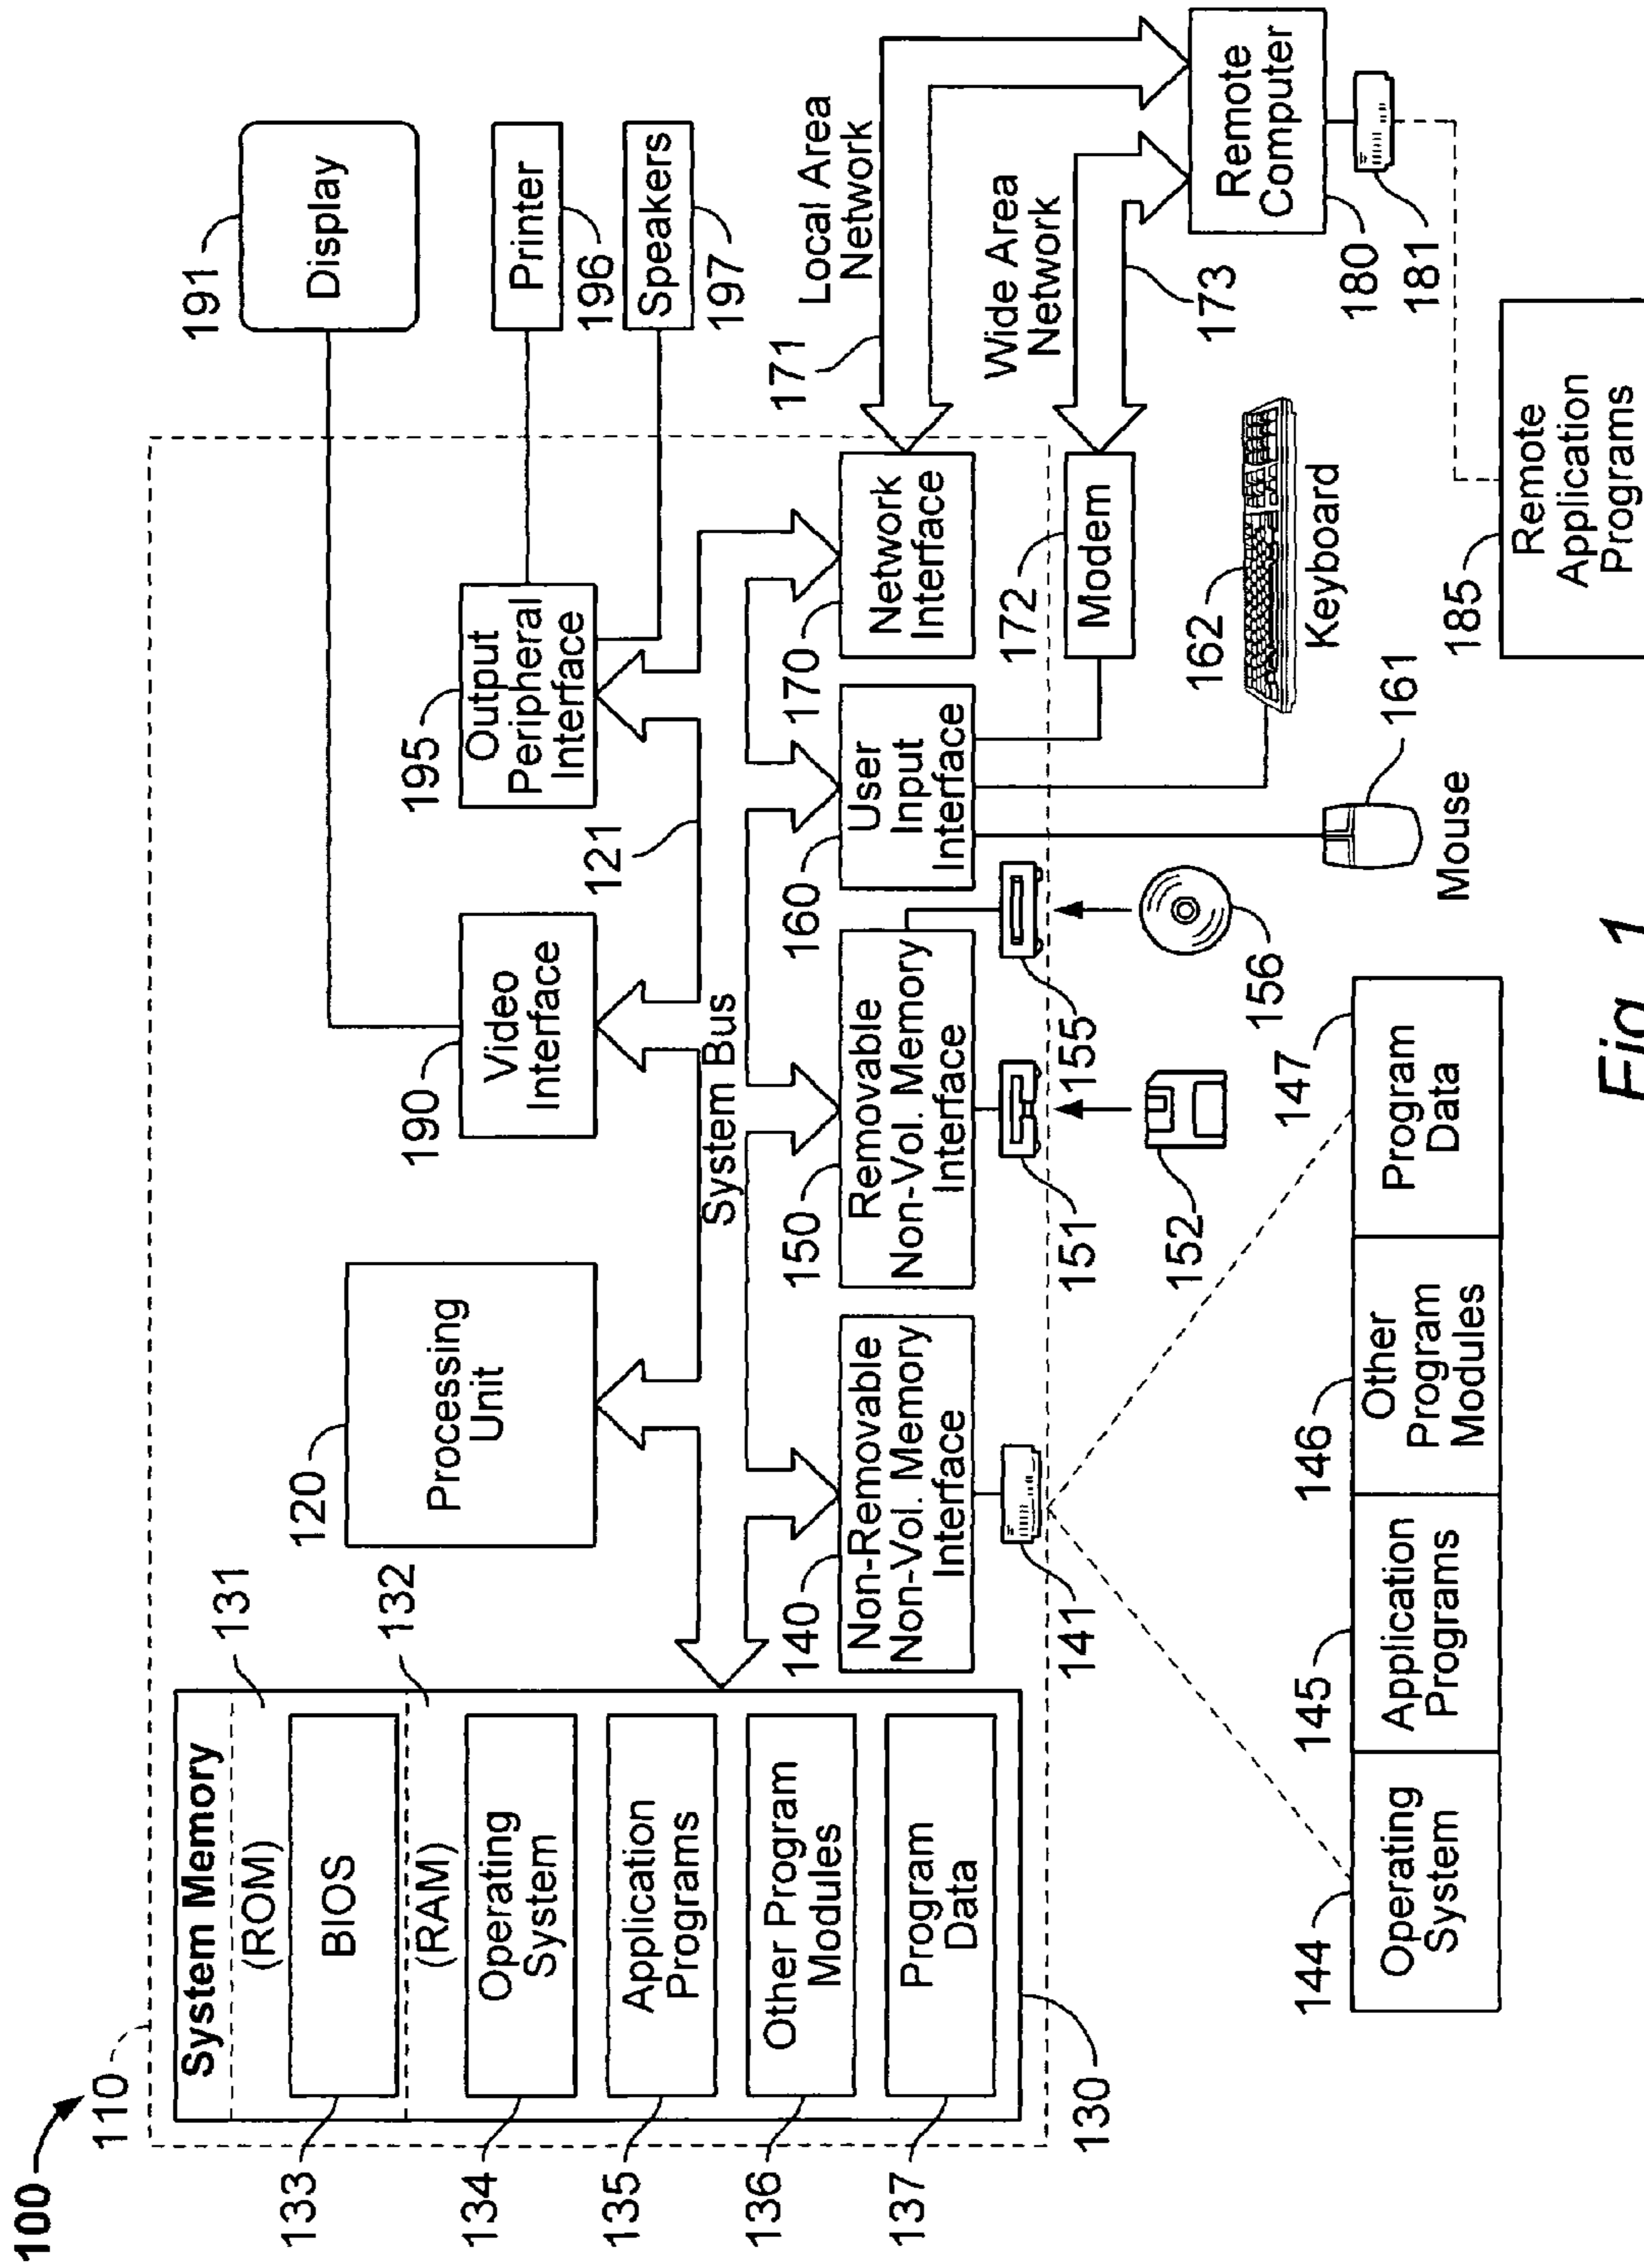 100
110
System Memory
(ROM)
131
BIOS
133
(RAM)
132
Operating
System
134
Application
Programs
135
Other Program
Modules
136
Program
Data
137
130
120
Processing
Unit
190
Video
Interface
195
Output
Peripheral
Interface
191
Display
Printer
196
Speakers
197
121
System Bus
140
Non-Removable
Non-Vol. Memory
Interface
150
Removable
Non-Vol. Memory
Interface
160
User
Input
Interface
170
Network
Interface
171
Local Area
Network
172
Modem
Wide Area
Network
173
Remote
Computer
180
181
141
151
155
152
156
161
Mouse
162
Keyboard
185
Remote
Application
Programs
144
Operating
System
145
Application
Programs
146
Other
Program
Modules
147
Program
Data
Fig. 1